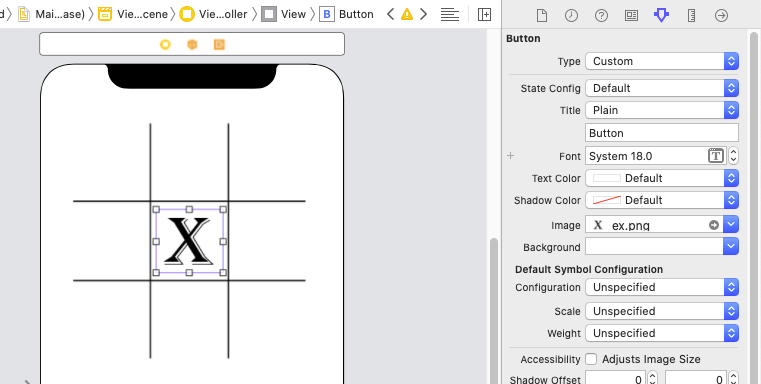 d Mai...ase) Vie...cene Vie...oller View B Button
Button
Type Custom
State Config Default
Title Plain
Button
Font System 18.0 T
Text Color Default
Shadow Color Default
Image X ex.png
Background
Default Symbol Configuration
Configuration Unspecified
Scale Unspecified
Weight Unspecified
Accessibility Adjusts Image Size
Shadow Offset 0 0
X